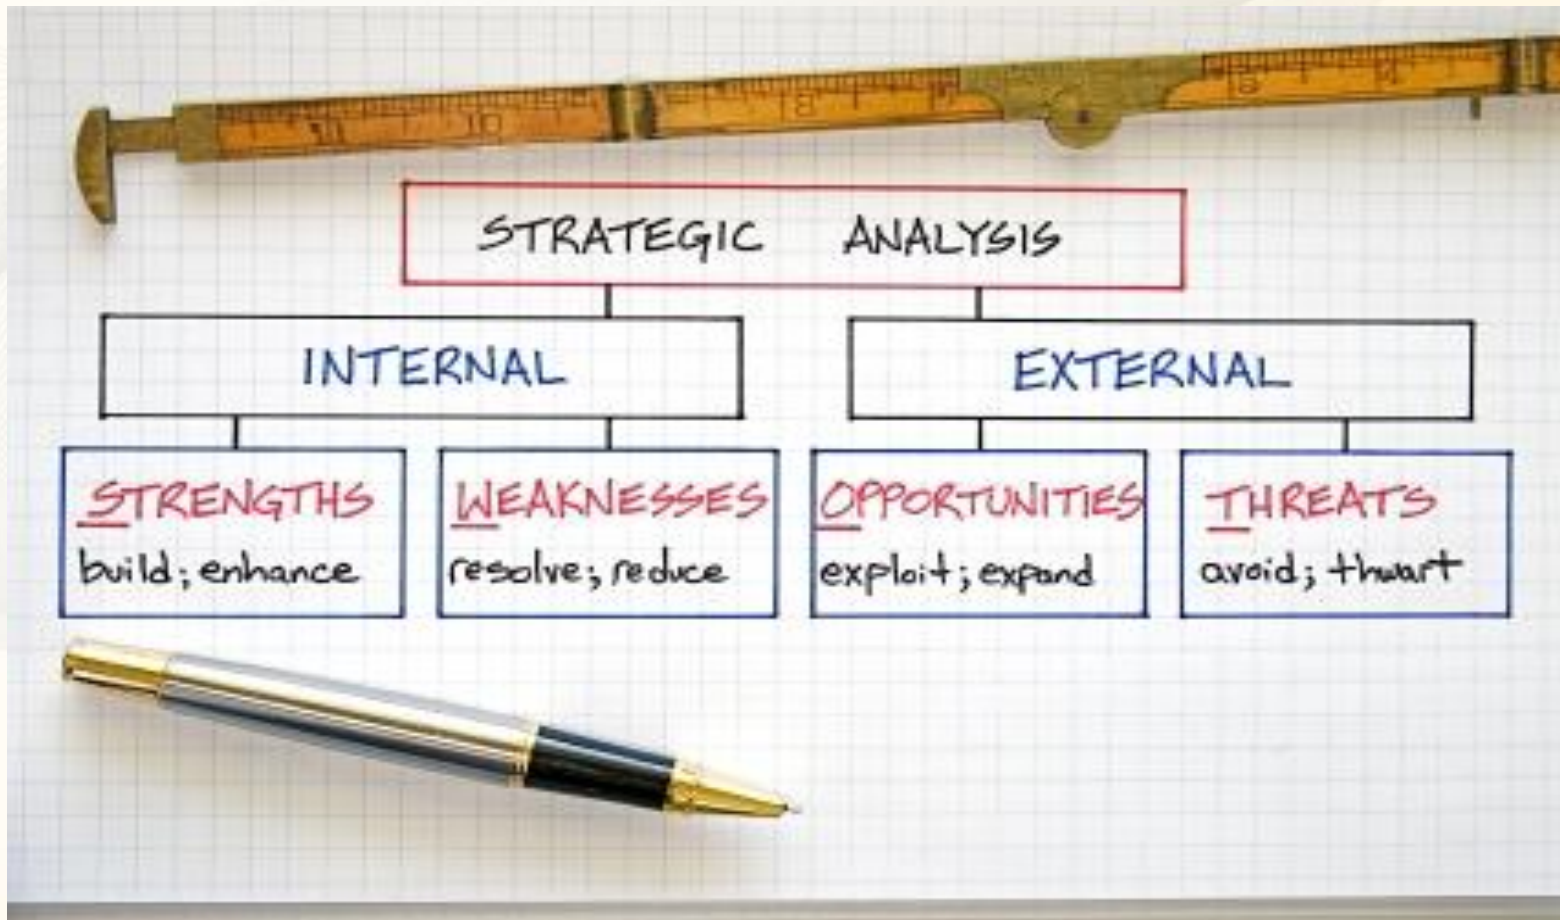 STRATEGIC ANALYSIS
INTERNAL
EXTERNAL
STRENGTHS
build; enhance
WEAKNESSES
resolve; reduce
OPPORTUNITIES
exploit; expand
THREATS
avoid; thwart